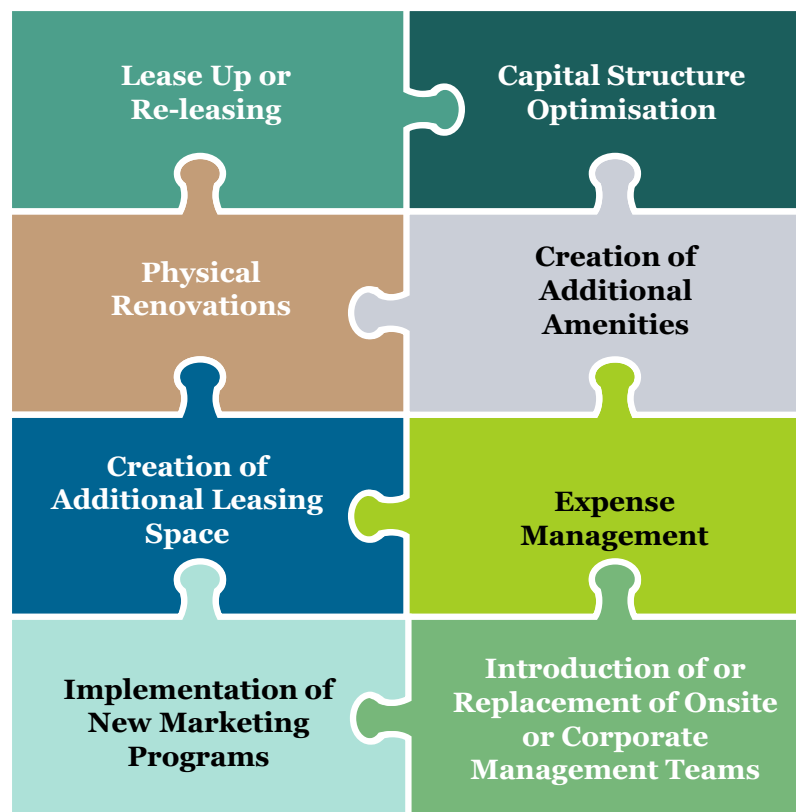 Lease Up or
Re-leasing
Capital Structure
Optimisation
Physical
Renovations
Creation of
Additional
Amenities
Creation of
Additional Leasing
Space
Expense
Management
Implementation of
New Marketing
Programs
Introduction of or
Replacement of Onsite
or Corporate
Management Teams